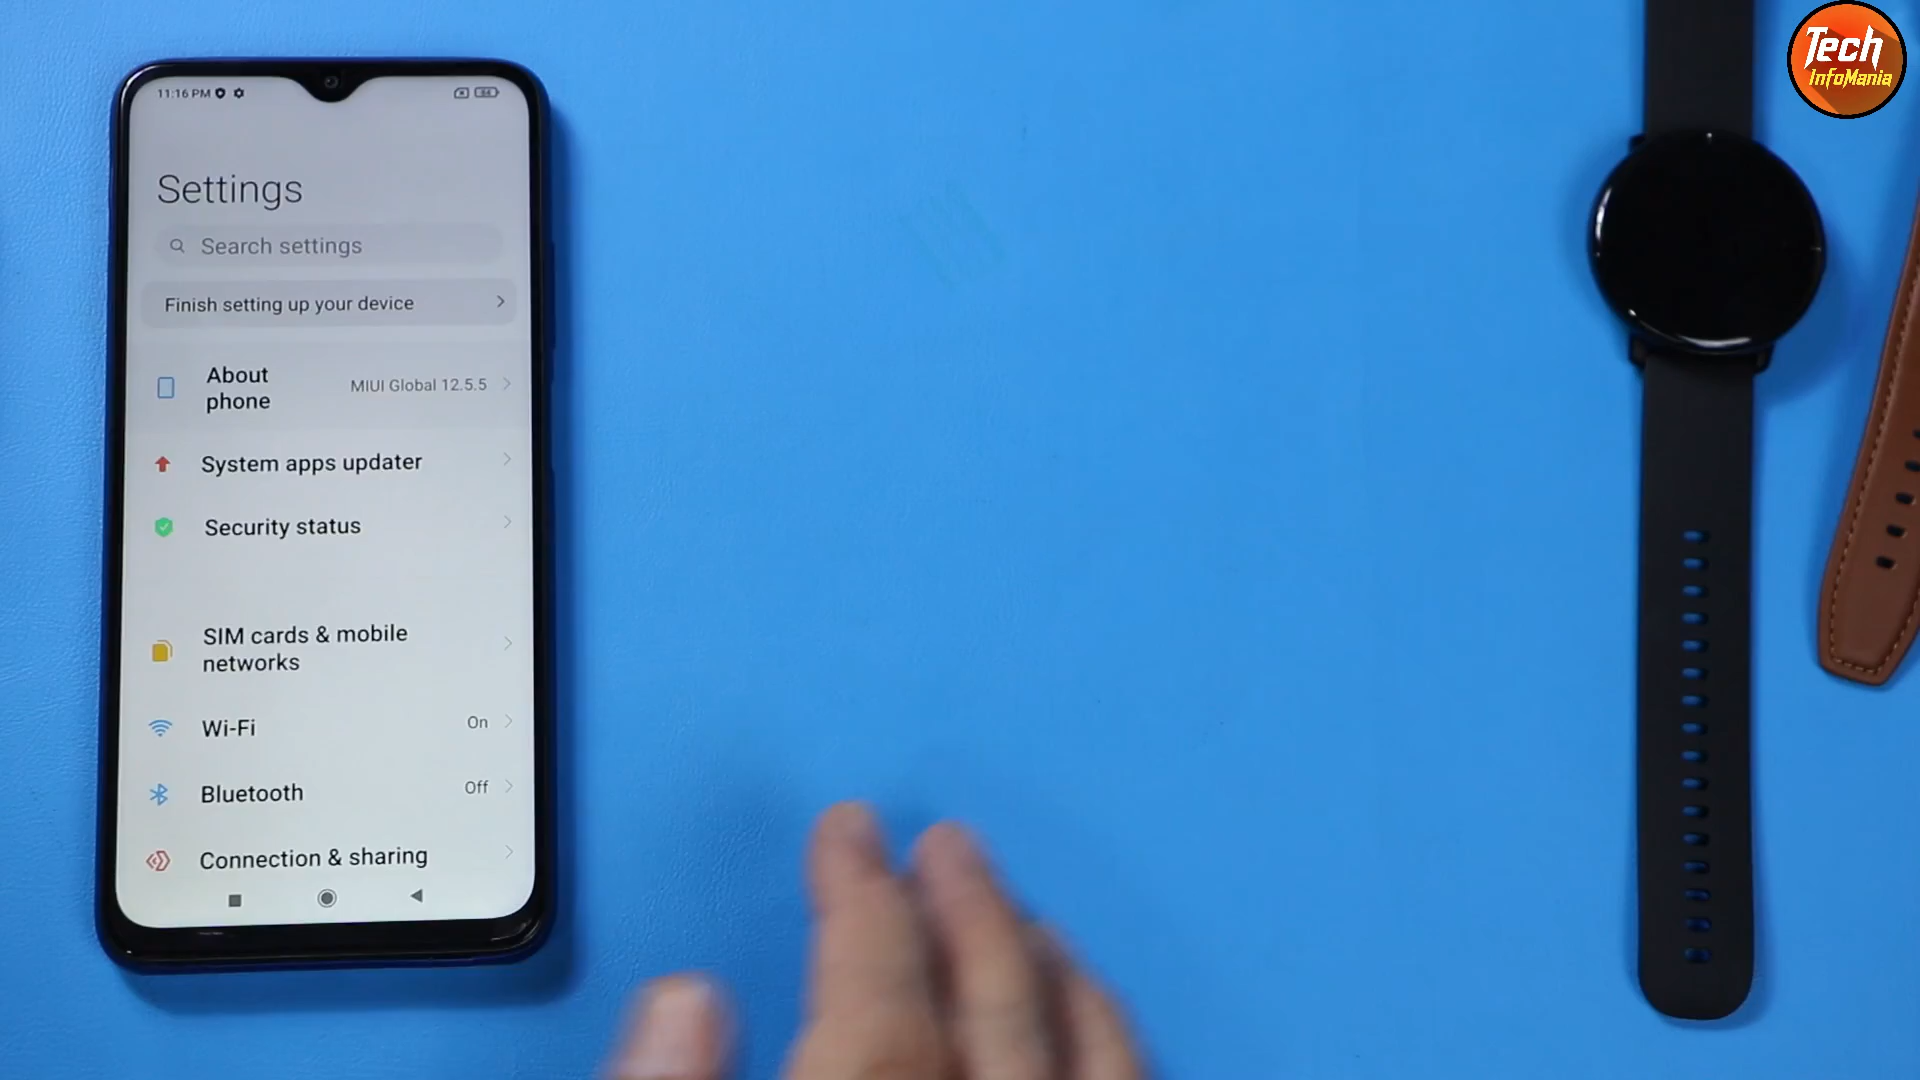 Tech
InfoMania
11:16 PM
Settings
Search settings
Finish setting up your device
About
phone
MIUI Global 12.5.5
System apps updater
Security status
SIM cards & mobile
networks
Wi-Fi
On
Bluetooth
Off
Connection & sharing